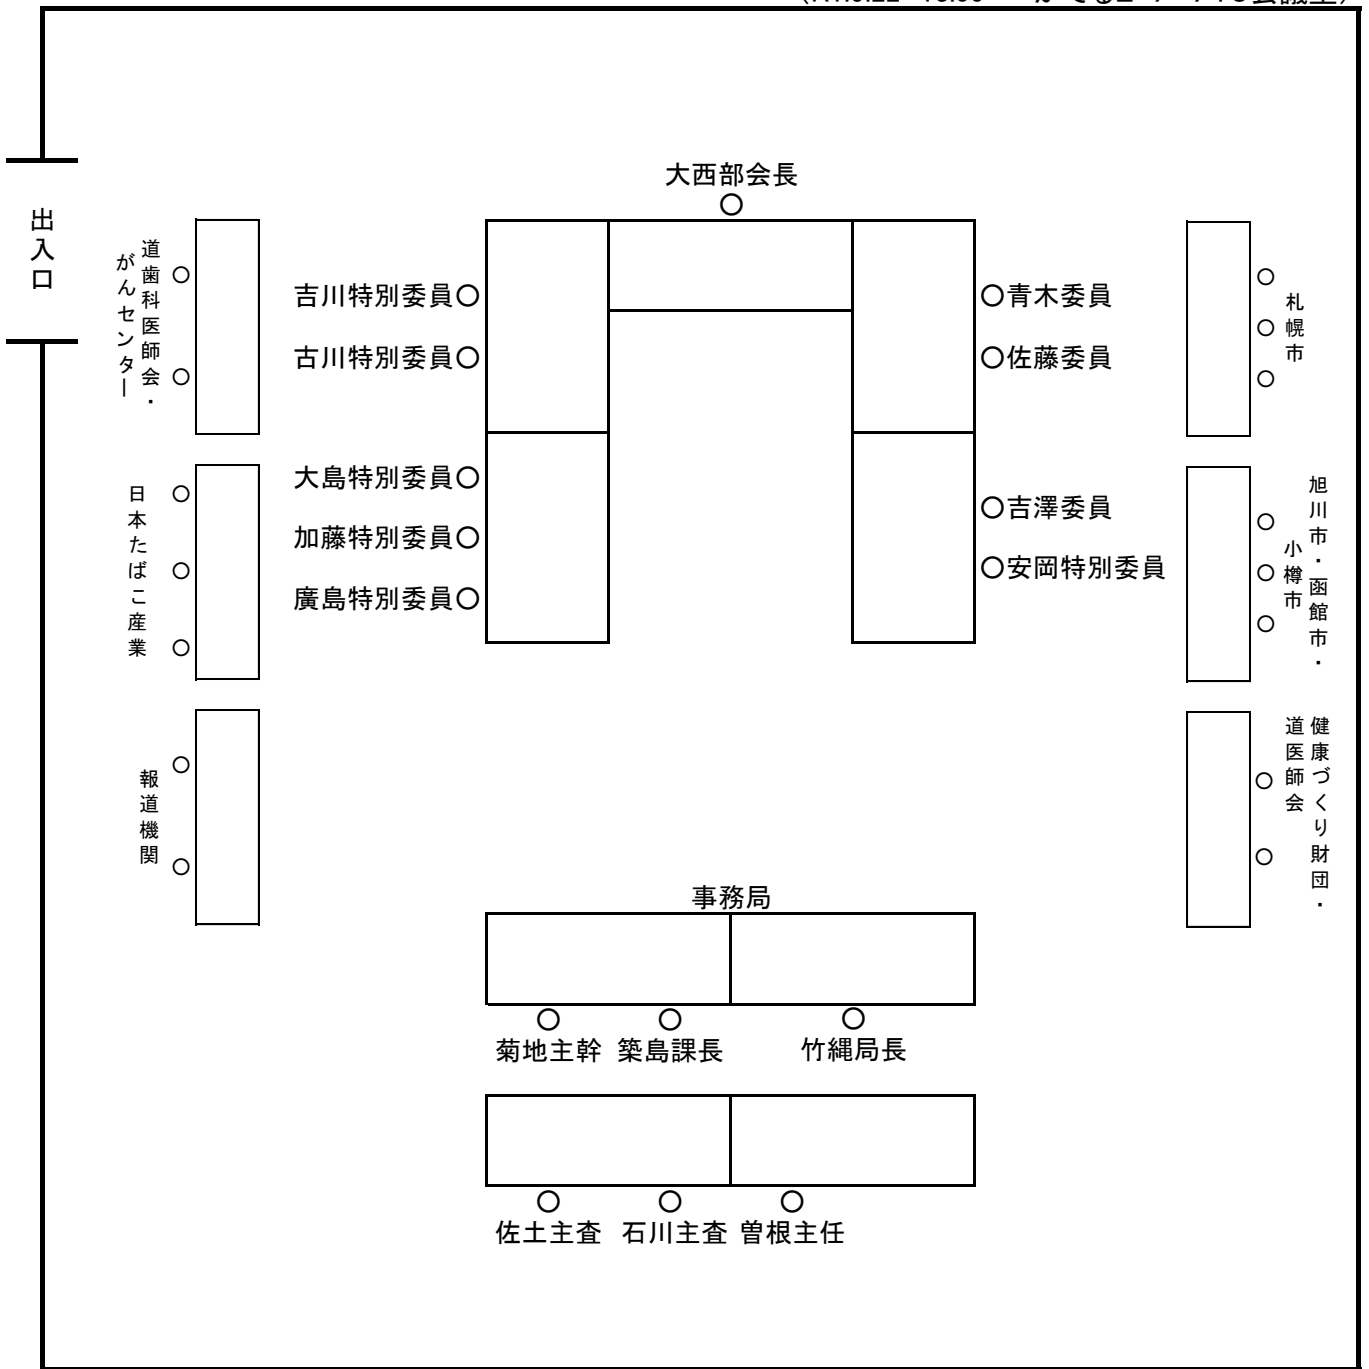 大西部会長
出入口
道歯科医師会・
がんセンター
吉川特別委員
青木委員
札幌市
古川特別委員
佐藤委員
大島特別委員
日本たばこ産業
加藤特別委員
廣島特別委員
吉澤委員
安岡特別委員
旭川市・函館市・
小樽市
報道機関
健康づくり財団・
道医師会
事務局
菊地主幹 築島課長 竹縄局長
佐土主査 石川主査 曽根主任